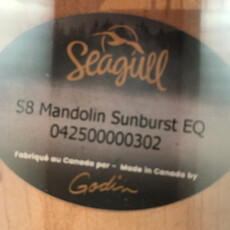 Seagull
S8 Mandolin Sunburst EQ
042500000302
Fabriqué au Canada par - Made in Canada by
Godin